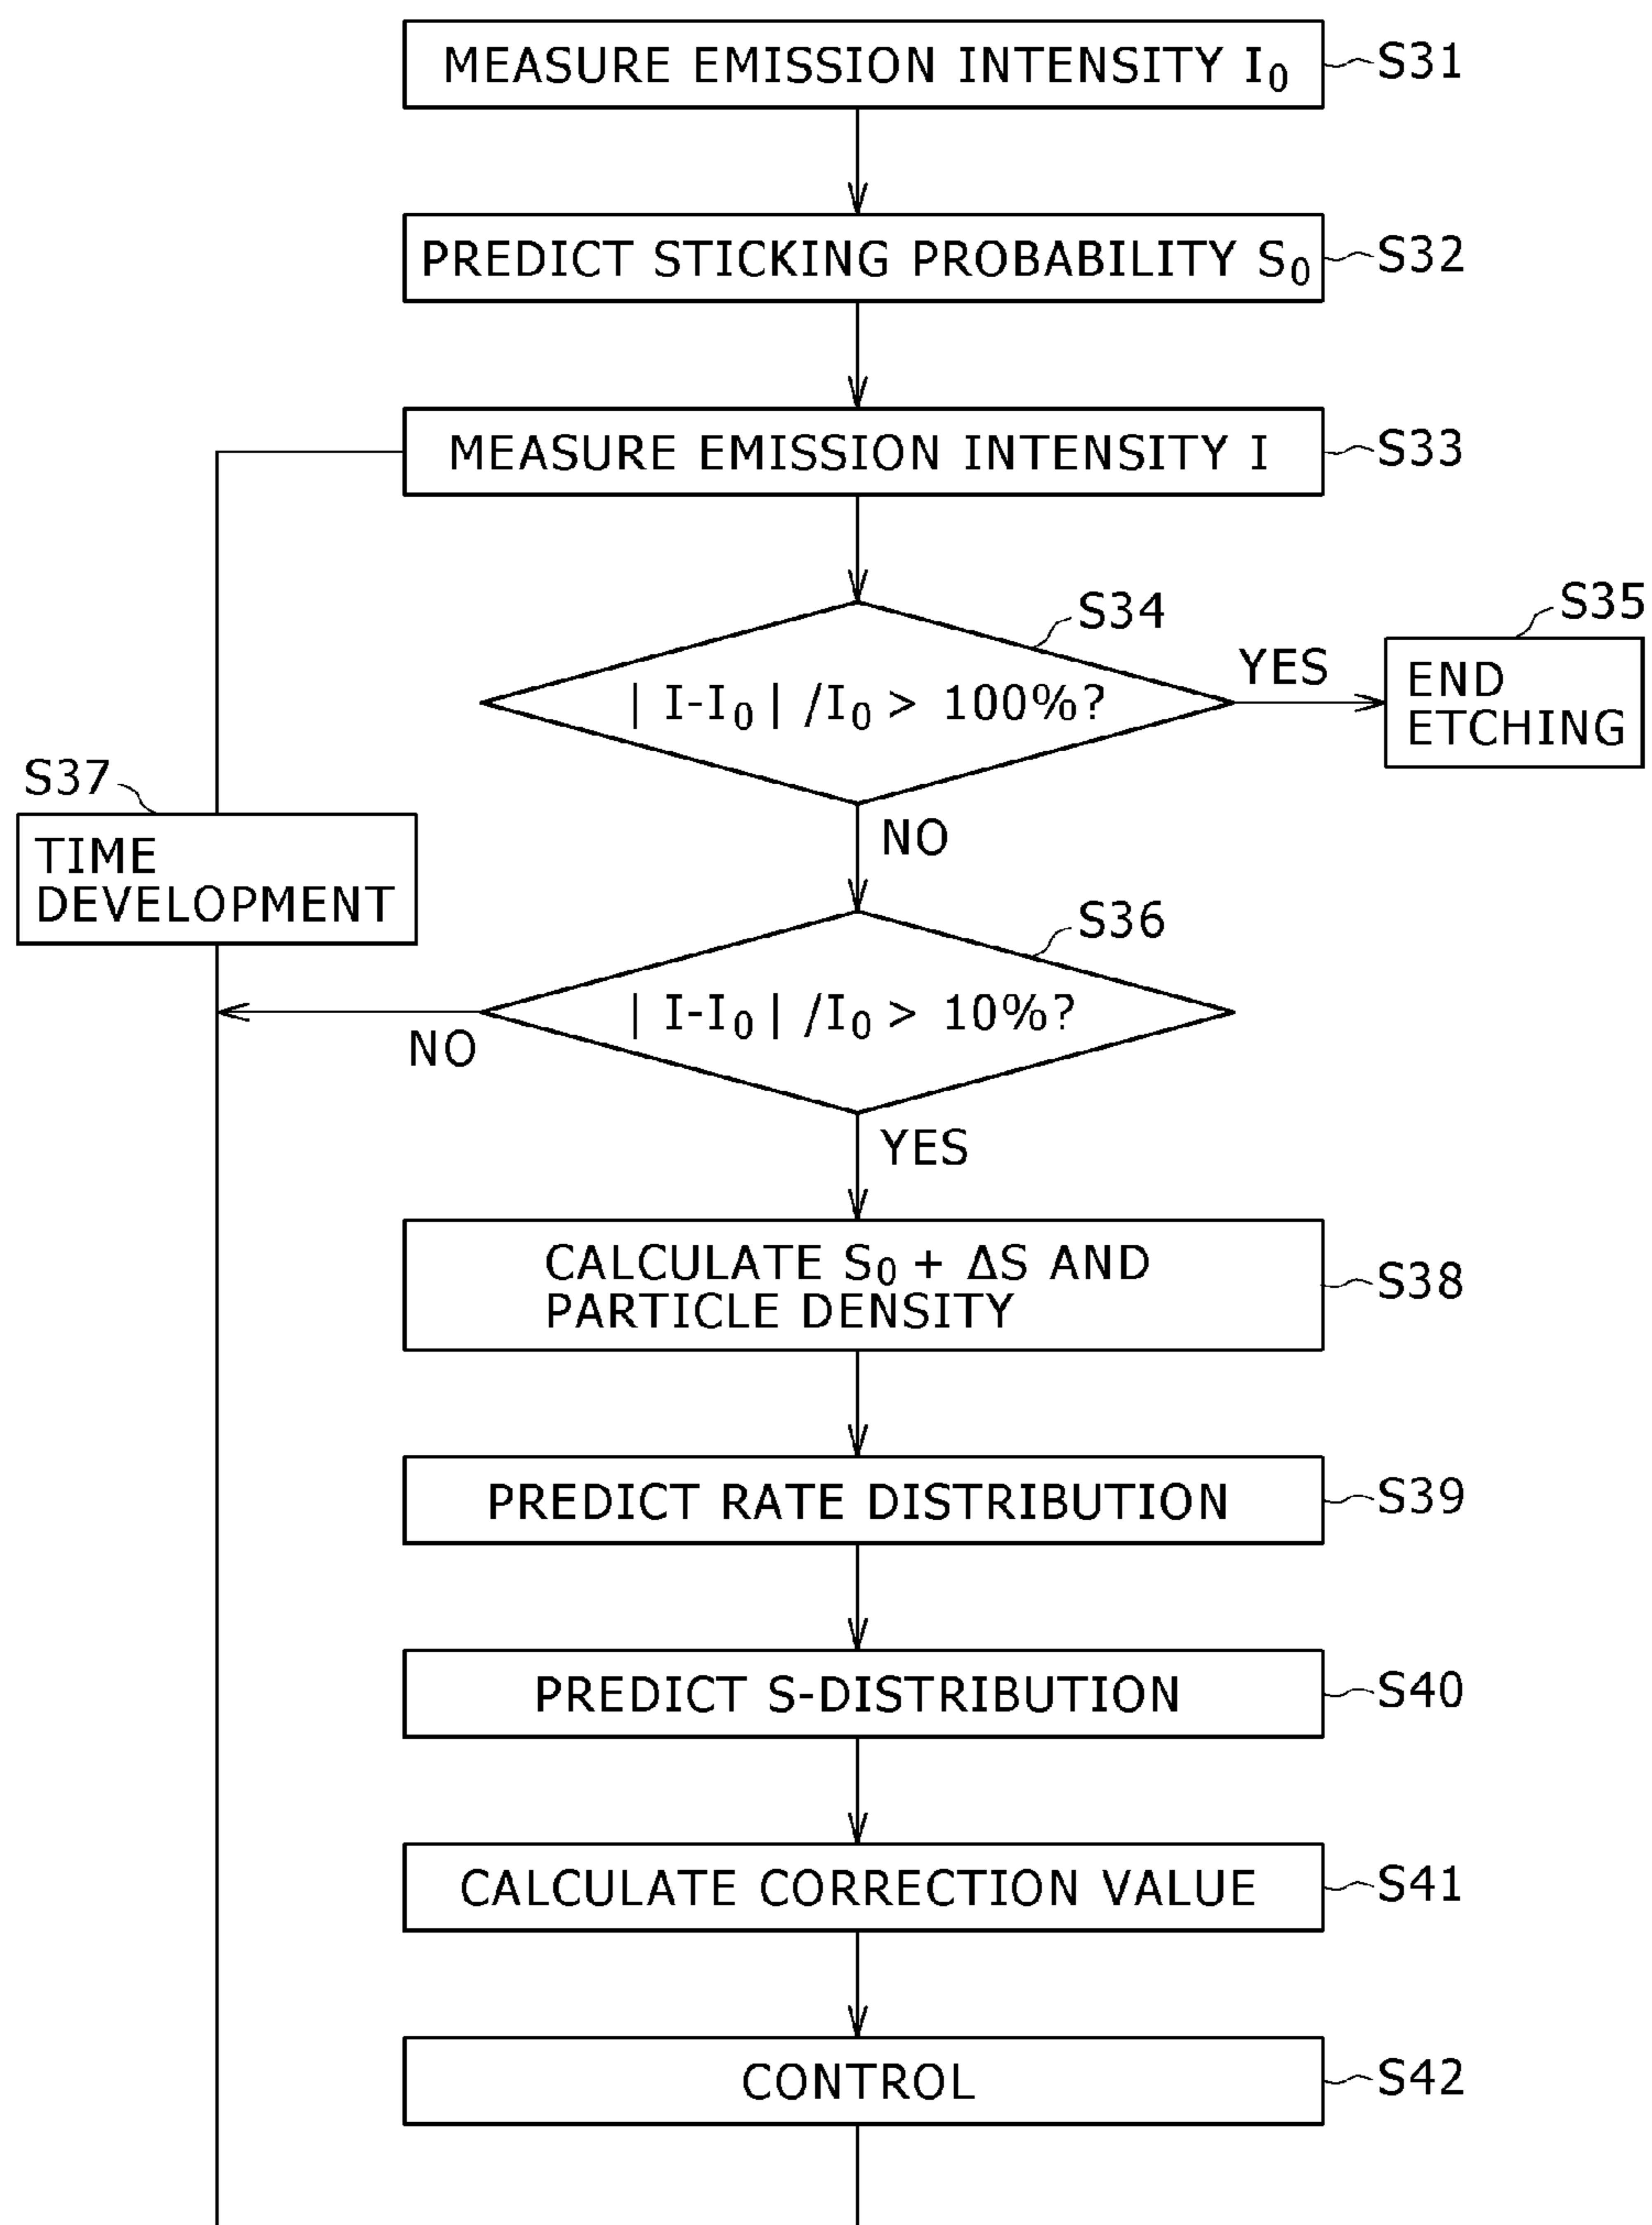 MEASURE EMISSION INTENSITY I₀
S31
PREDICT STICKING PROBABILITY S₀
S32
MEASURE EMISSION INTENSITY I
S33
S34
| I-I₀ | /I₀ > 100%?
YES
S35
END
ETCHING
NO
S37
TIME
DEVELOPMENT
S36
| I-I₀ | /I₀ > 10%?
NO
YES
CALCULATE S₀ + ΔS AND
PARTICLE DENSITY
S38
PREDICT RATE DISTRIBUTION
S39
PREDICT S-DISTRIBUTION
S40
CALCULATE CORRECTION VALUE
S41
CONTROL
S42